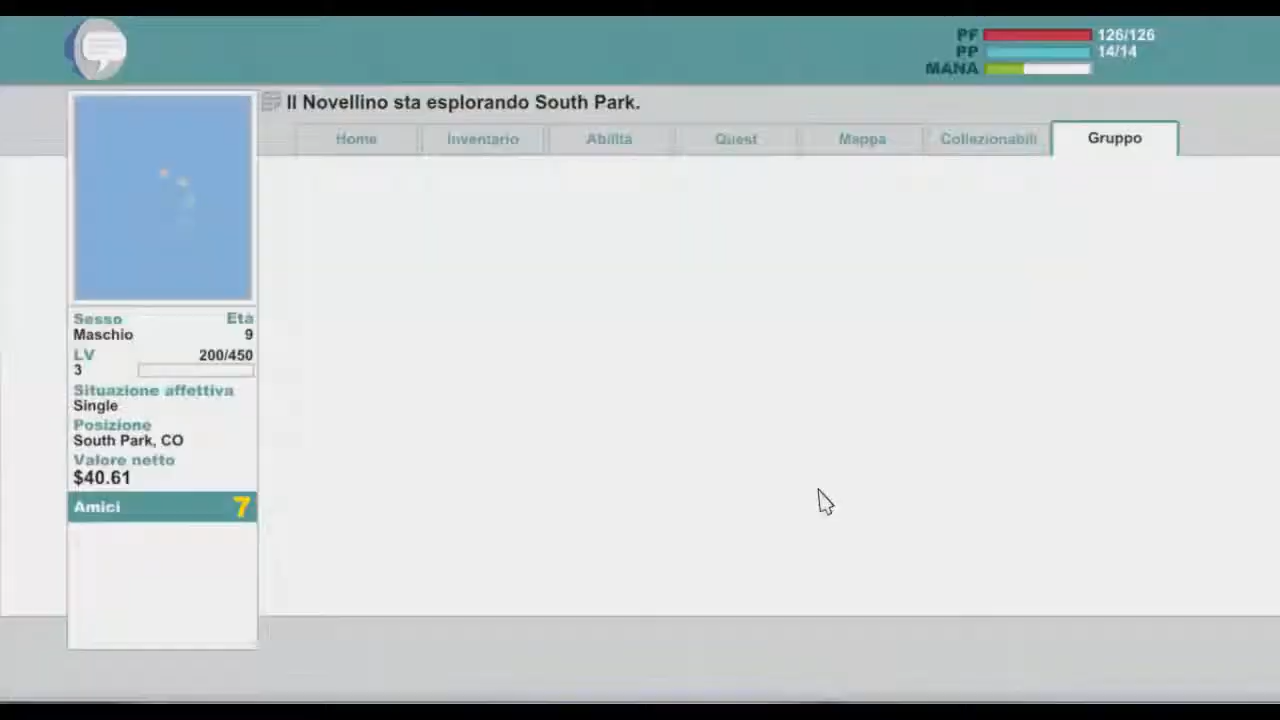 PF 126/126
PP 14/14
MANA
Il Novellino sta esplorando South Park.
Home Inventario Abilità Quest Mappa Collezionabili Gruppo
Sesso Età
Maschio 9
LV 200/450
3
Situazione affettiva
Single
Posizione
South Park, CO
Valore netto
$40.61
Amici 7